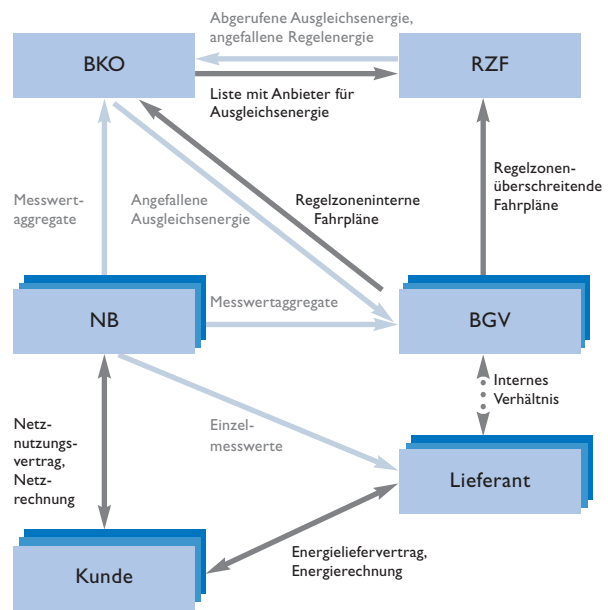 Abgerufene Ausgleichsenergie,
angefallene Regelenergie
BKO
RZF
Liste mit Anbieter für
Ausgleichsenergie
Messwert-
aggregate
Angefallene
Ausgleichsenergie
Regelzoneninterne
Fahrpläne
Regelzonen-
überschreitende
Fahrpläne
NB
Messwertaggregate
BGV
Netz-
nutzungs-
vertrag,
Netz-
rechnung
Einzel-
messwerte
Internes
Verhältnis
Lieferant
Kunde
Energieliefervertrag,
Energierechnung